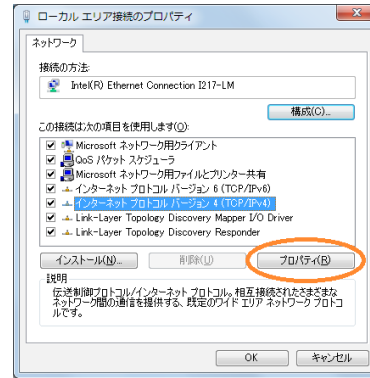 ローカル エリア接続のプロパティ
ネットワーク
接続の方法:
Intel(R) Ethernet Connection I217-LM
構成(C)...
この接続は次の項目を使用します(O):
Microsoft ネットワーク用クライアント
QoS パケット スケジューラ
Microsoft ネットワーク用ファイルとプリンター共有
インターネット プロトコル バージョン 6 (TCP/IPv6)
インターネット プロトコル バージョン 4 (TCP/IPv4)
Link-Layer Topology Discovery Mapper I/O Driver
Link-Layer Topology Discovery Responder
インストール(N)... 削除(U) プロパティ(R)
説明
伝送制御プロトコル/インターネット プロトコル。相互接続されたさまざまな
ネットワーク間の通信を提供する、既定のワイド エリア ネットワーク プロトコ
ルです。
OK キャンセル